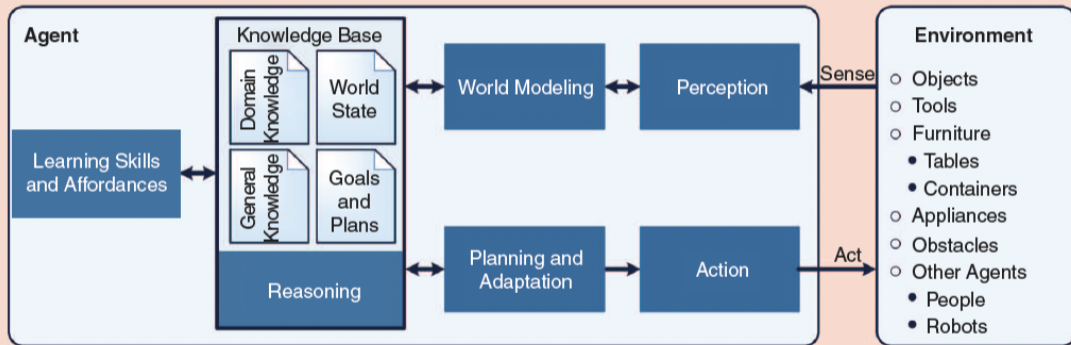 Agent
Knowledge Base
Domain
Knowledge
World
State
General
Knowledge
Goals
and
Plans
Reasoning
Learning Skills
and Affordances
World Modeling
Perception
Sense
Planning and
Adaptation
Action
Act
Environment
Objects
Tools
Furniture
Tables
Containers
Appliances
Obstacles
Other Agents
People
Robots